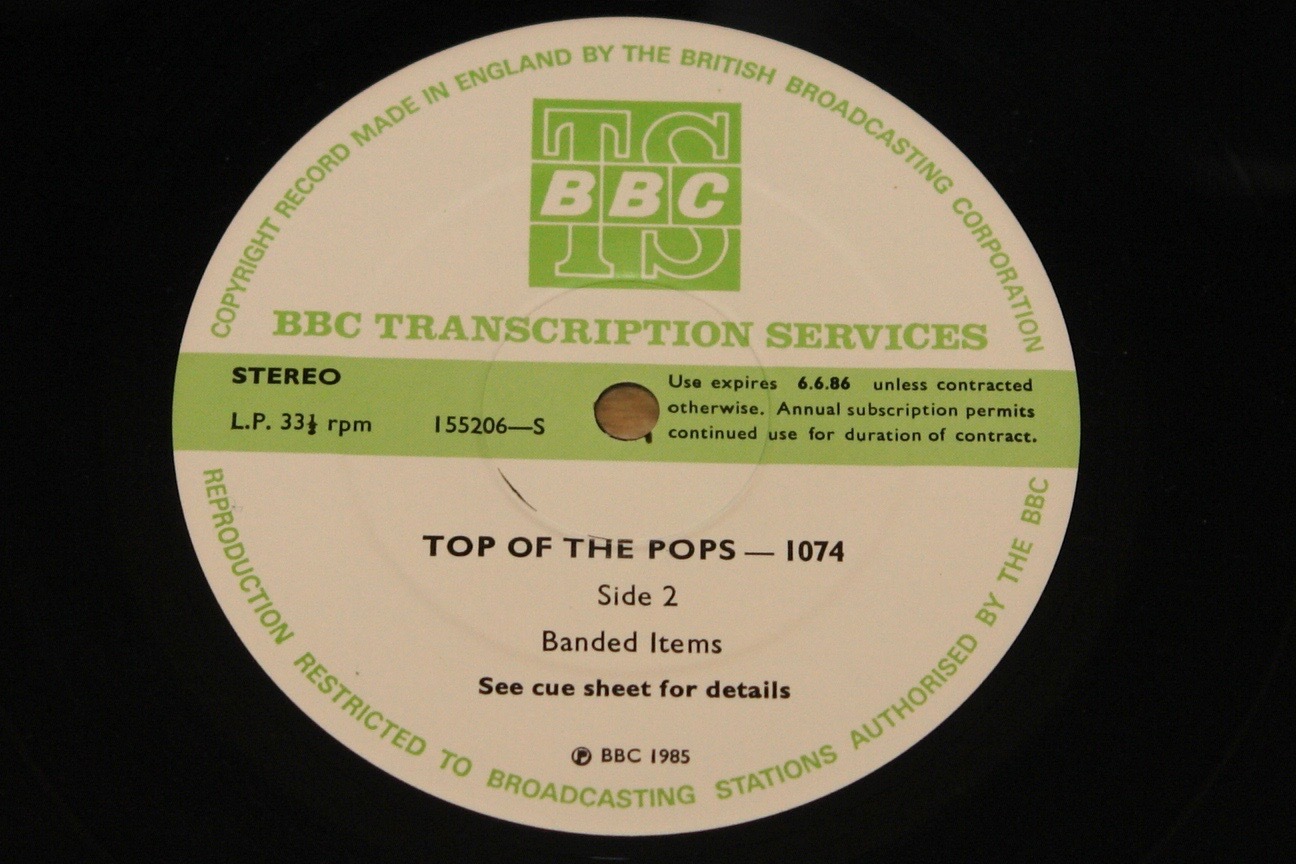 COPYRIGHT RECORD MADE IN ENGLAND BY THE BRITISH BROADCASTING CORPORATION
TS
BBC
BBC TRANSCRIPTION SERVICES
STEREO
L.P. 33⅓ rpm
155206—S
Use expires 6.6.86 unless contracted
otherwise. Annual subscription permits
continued use for duration of contract.
TOP OF THE POPS — 1074
Side 2
Banded Items
See cue sheet for details
℗ BBC 1985
REPRODUCTION RESTRICTED TO BROADCASTING STATIONS AUTHORISED BY THE BBC